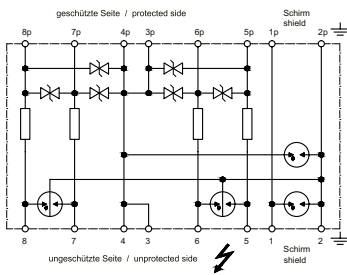 geschützte Seite / protected side
Schirm
shield
8p 7p 4p 3p 6p 5p 1p 2p
8 7 4 3 6 5 1 2
ungeschützte Seite / unprotected side
Schirm
shield